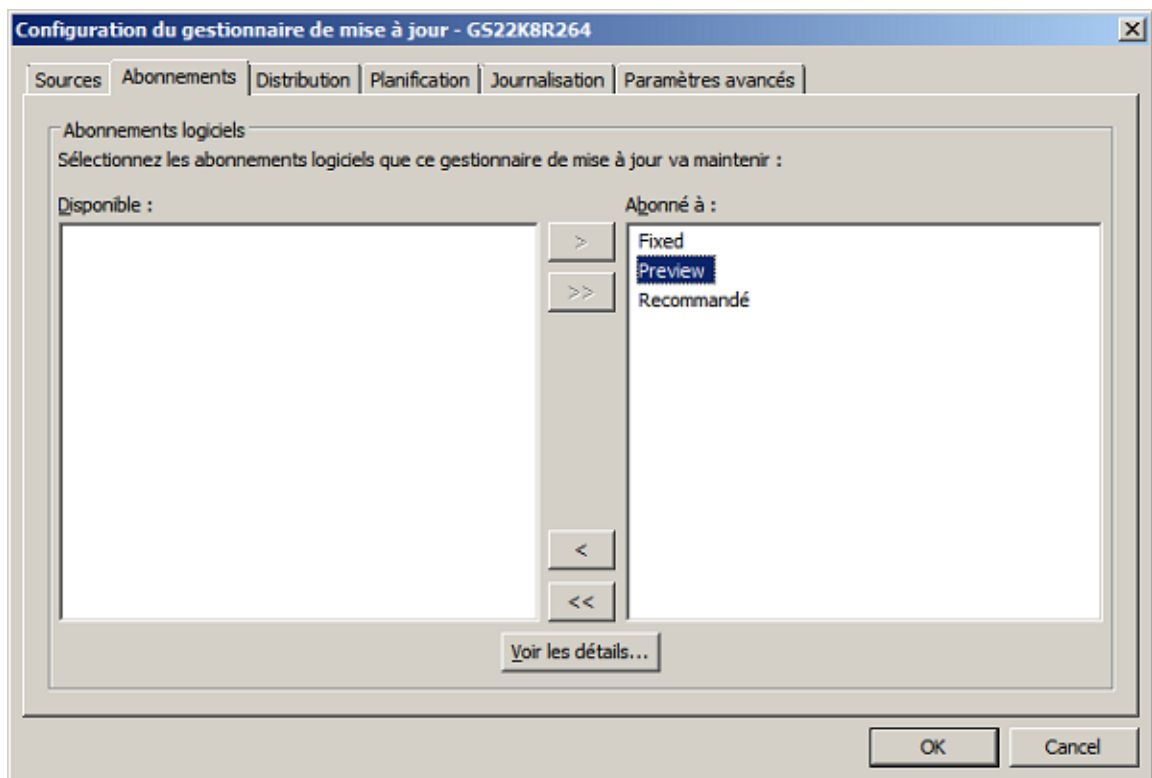 Configuration du gestionnaire de mise à jour - GS22K8R264
Sources Abonnements Distribution Planification Journalisation Paramètres avancés
Abonnements logiciels
Sélectionnez les abonnements logiciels que ce gestionnaire de mise à jour va maintenir :
Disponible : Abonné à :
> Fixed
Preview
>> Recommandé
<
<<
Voir les détails...
OK Cancel